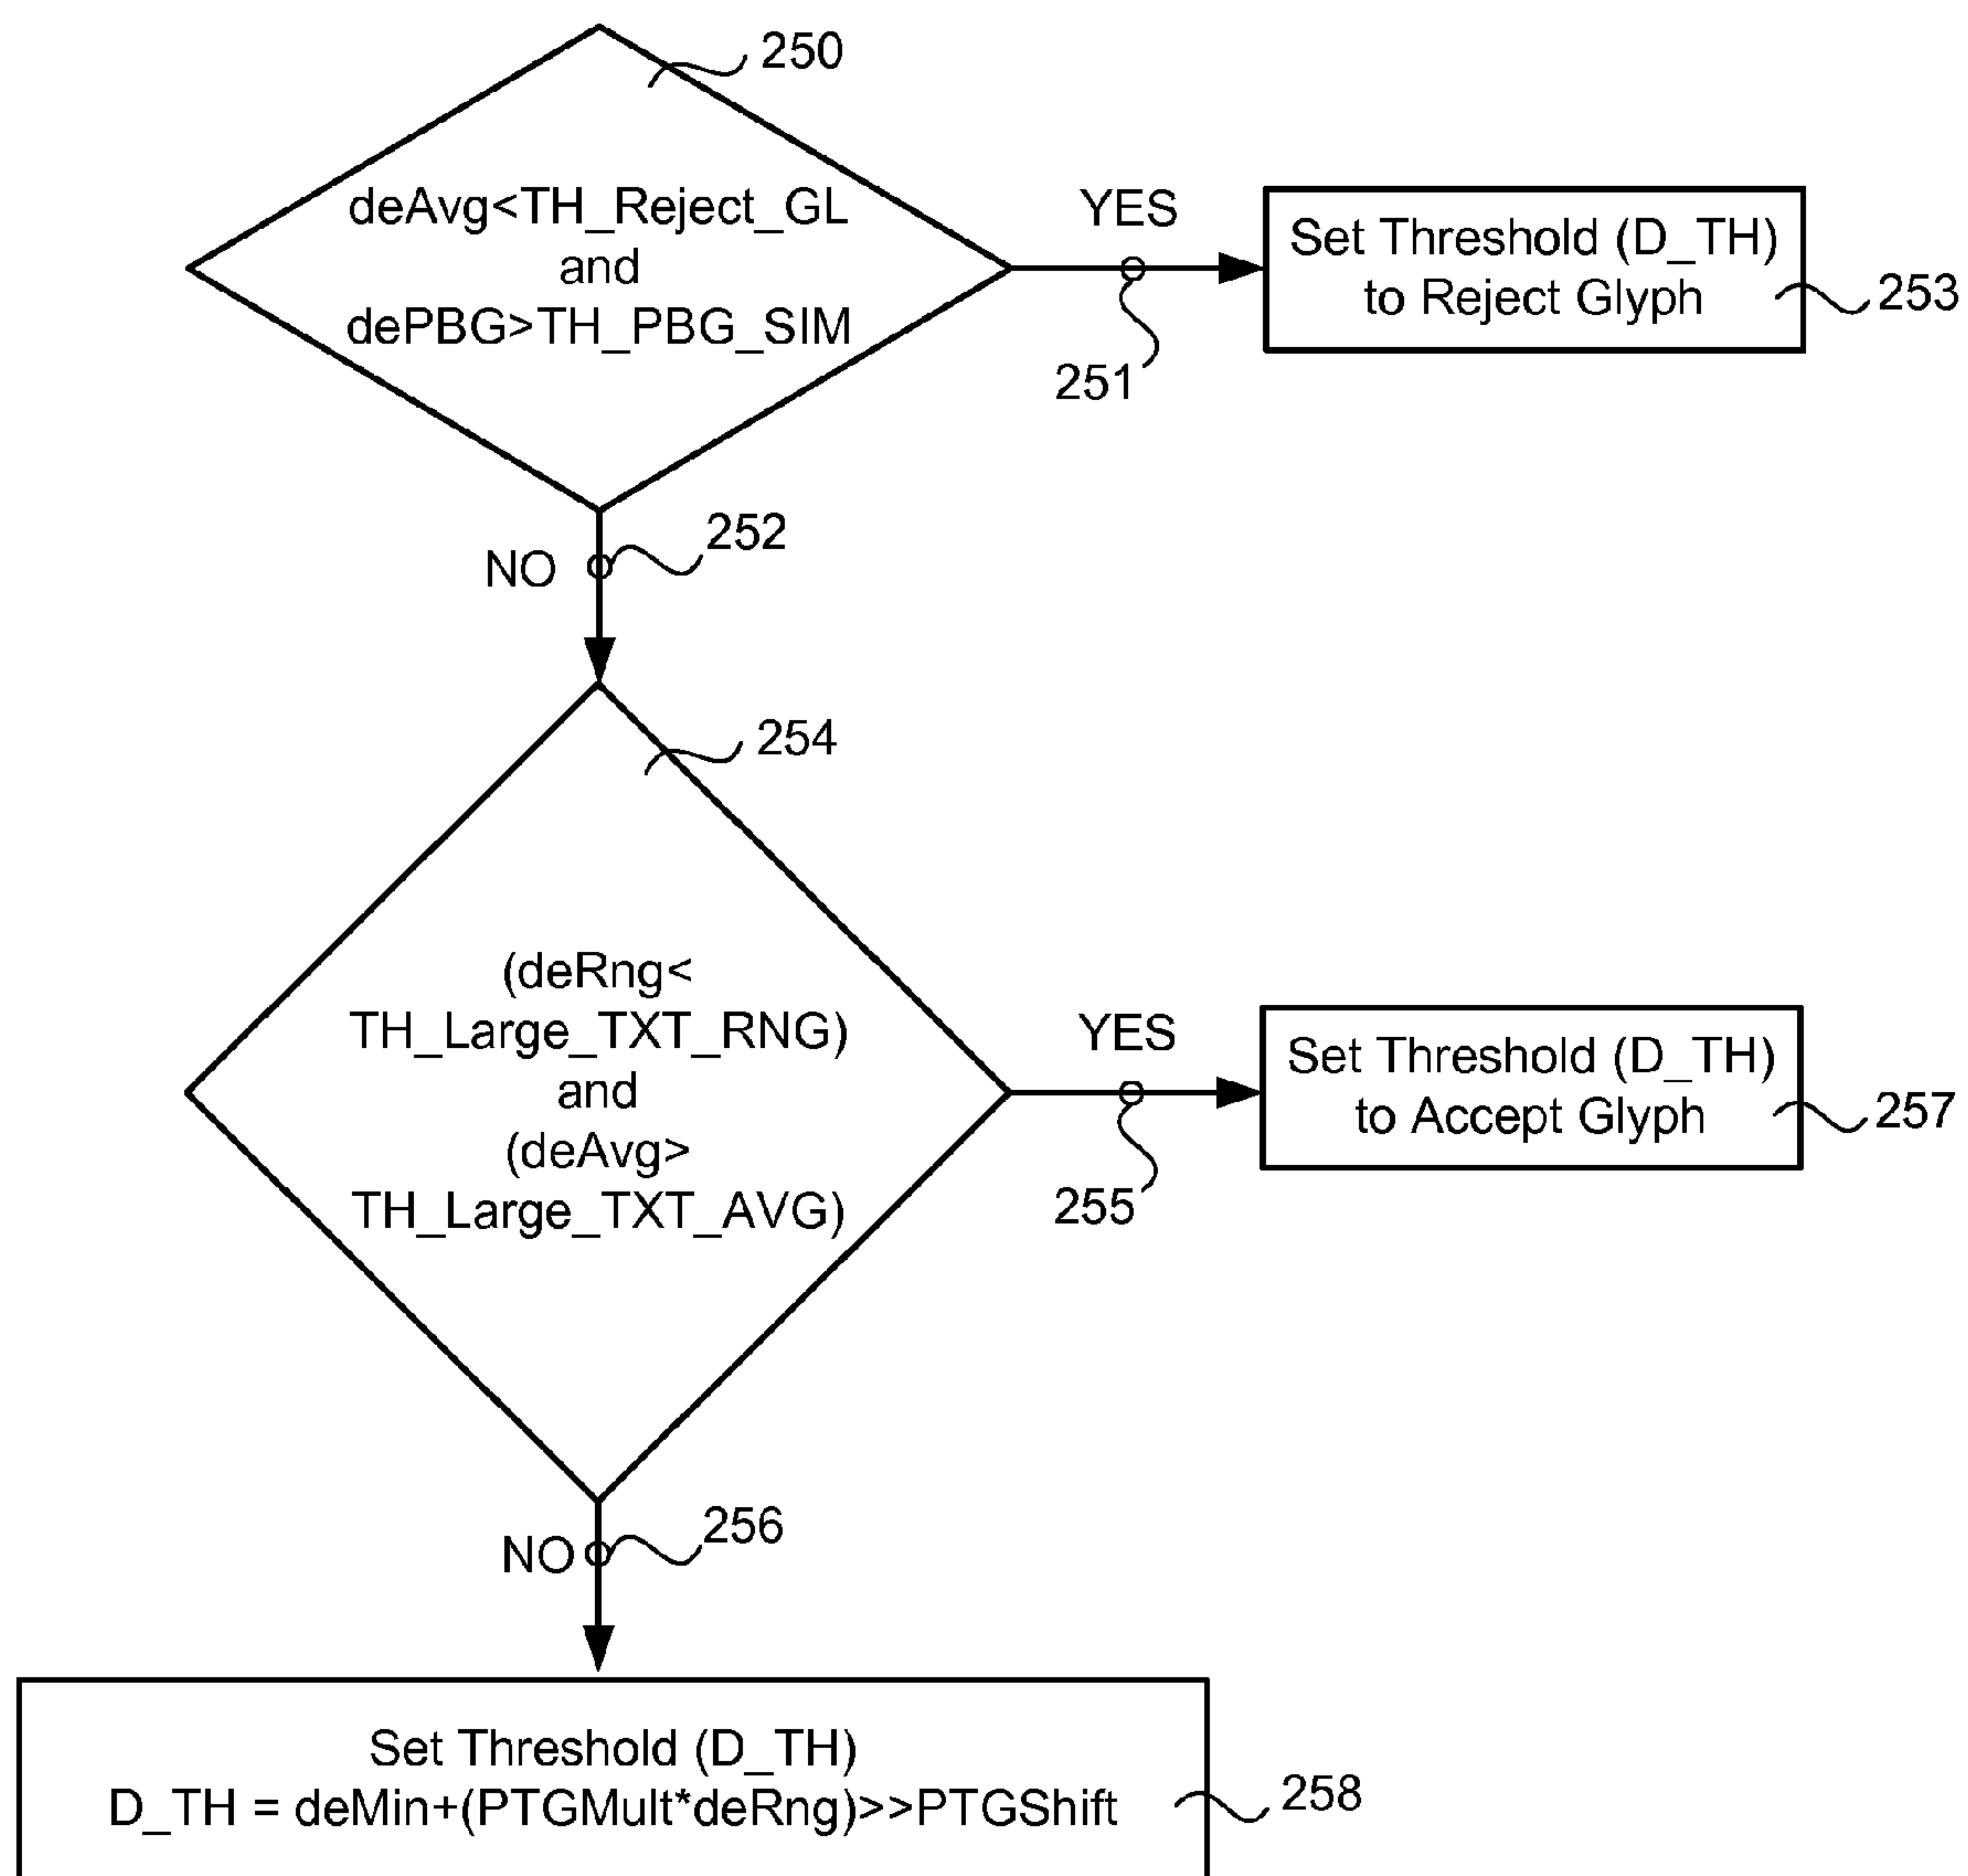 250
deAvg<TH_Reject_GL
and
dePBG>TH_PBG_SIM
YES
251
Set Threshold (D_TH)
to Reject Glyph
253
NO
252
254
(deRng<
TH_Large_TXT_RNG)
and
(deAvg>
TH_Large_TXT_AVG)
YES
255
Set Threshold (D_TH)
to Accept Glyph
257
NO
256
Set Threshold (D_TH)
D_TH = deMin+(PTGMult*deRng)>>PTGShift
258